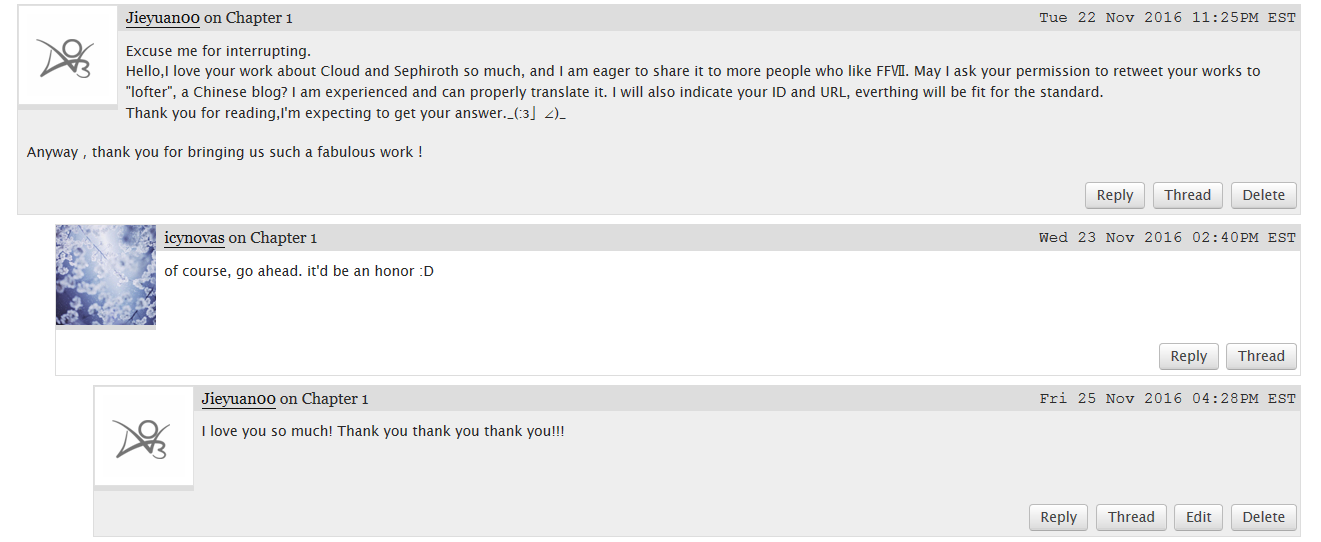 Jieyuan00 on Chapter 1 Tue 22 Nov 2016 11:25PM EST
Excuse me for interrupting.
Hello,I love your work about Cloud and Sephiroth so much, and I am eager to share it to more people who like FFⅦ. May I ask your permission to retweet your works to
"lofter", a Chinese blog? I am experienced and can properly translate it. I will also indicate your ID and URL, everthing will be fit for the standard.
Thank you for reading,I'm expecting to get your answer._(:з」∠)_
Anyway , thank you for bringing us such a fabulous work !
Reply Thread Delete
icynovas on Chapter 1 Wed 23 Nov 2016 02:40PM EST
of course, go ahead. it'd be an honor :D
Reply Thread
Jieyuan00 on Chapter 1 Fri 25 Nov 2016 04:28PM EST
I love you so much! Thank you thank you thank you!!!
Reply Thread Edit Delete